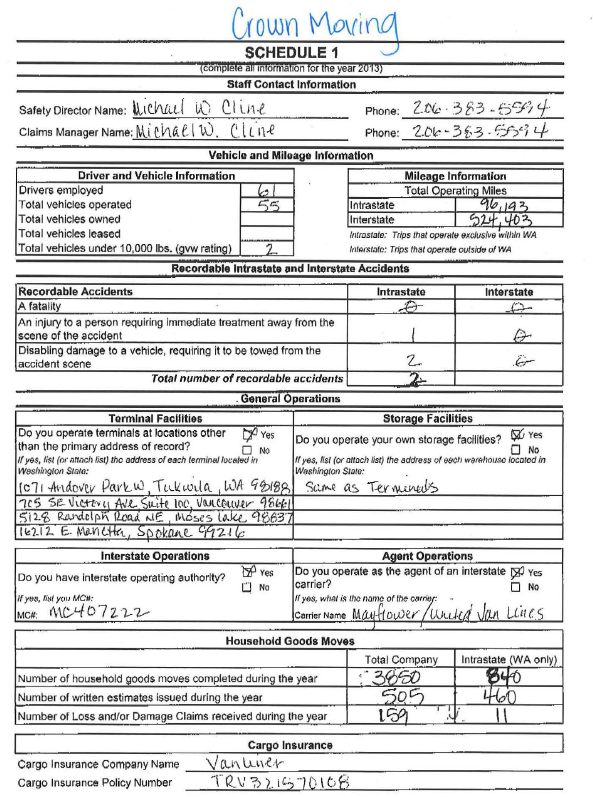 Crown Moving
SCHEDULE 1
(complete all information for the year 2013)
Staff Contact Information
Safety Director Name: Michael W Cline Phone: 206-383-5594
Claims Manager Name: Michael W. Cline Phone: 206-383-5594
Vehicle and Mileage Information
Driver and Vehicle Information
Drivers employed 61
Total vehicles operated 55
Total vehicles owned
Total vehicles leased
Total vehicles under 10,000 lbs. (gvw rating) 2
Mileage Information
Total Operating Miles
Intrastate 96,193
Interstate 524,403
Intrastate: Trips that operate exclusive within WA
Interstate: Trips that operate outside of WA
Recordable Intrastate and Interstate Accidents
Recordable Accidents Intrastate Interstate
A fatality 0 0
An injury to a person requiring immediate treatment away from the
scene of the accident 1 0
Disabling damage to a vehicle, requiring it to be towed from the
accident scene 2 0
Total number of recordable accidents 2
General Operations
Terminal Facilities
Do you operate terminals at locations other Yes
than the primary address of record? No
If yes, list (or attach list) the address of each terminal located in
Washington State:
1071 Andover Park W, Tukwila, WA 98188
705 SE Victory Ave Suite 100, Vancouver 98661
5128 Randolph Road NE, Moses Lake 98837
16212 E Marietta, Spokane 99216
Storage Facilities
Do you operate your own storage facilities? Yes
No
If yes, list (or attach list) the address of each warehouse located in
Washington State:
Same as Termineds
Interstate Operations
Do you have interstate operating authority? Yes
No
If yes, list you MC#:
MC#: MC407222
Agent Operations
Do you operate as the agent of an interstate Yes
carrier? No
If yes, what is the name of the carrier:
Carrier Name Mayflower/United Van Lines
Household Goods Moves
Total Company Intrastate (WA only)
Number of household goods moves completed during the year 3850 840
Number of written estimates issued during the year 505 460
Number of Loss and/or Damage Claims received during the year 159 11
Cargo Insurance
Cargo Insurance Company Name Vanliner
Cargo Insurance Policy Number